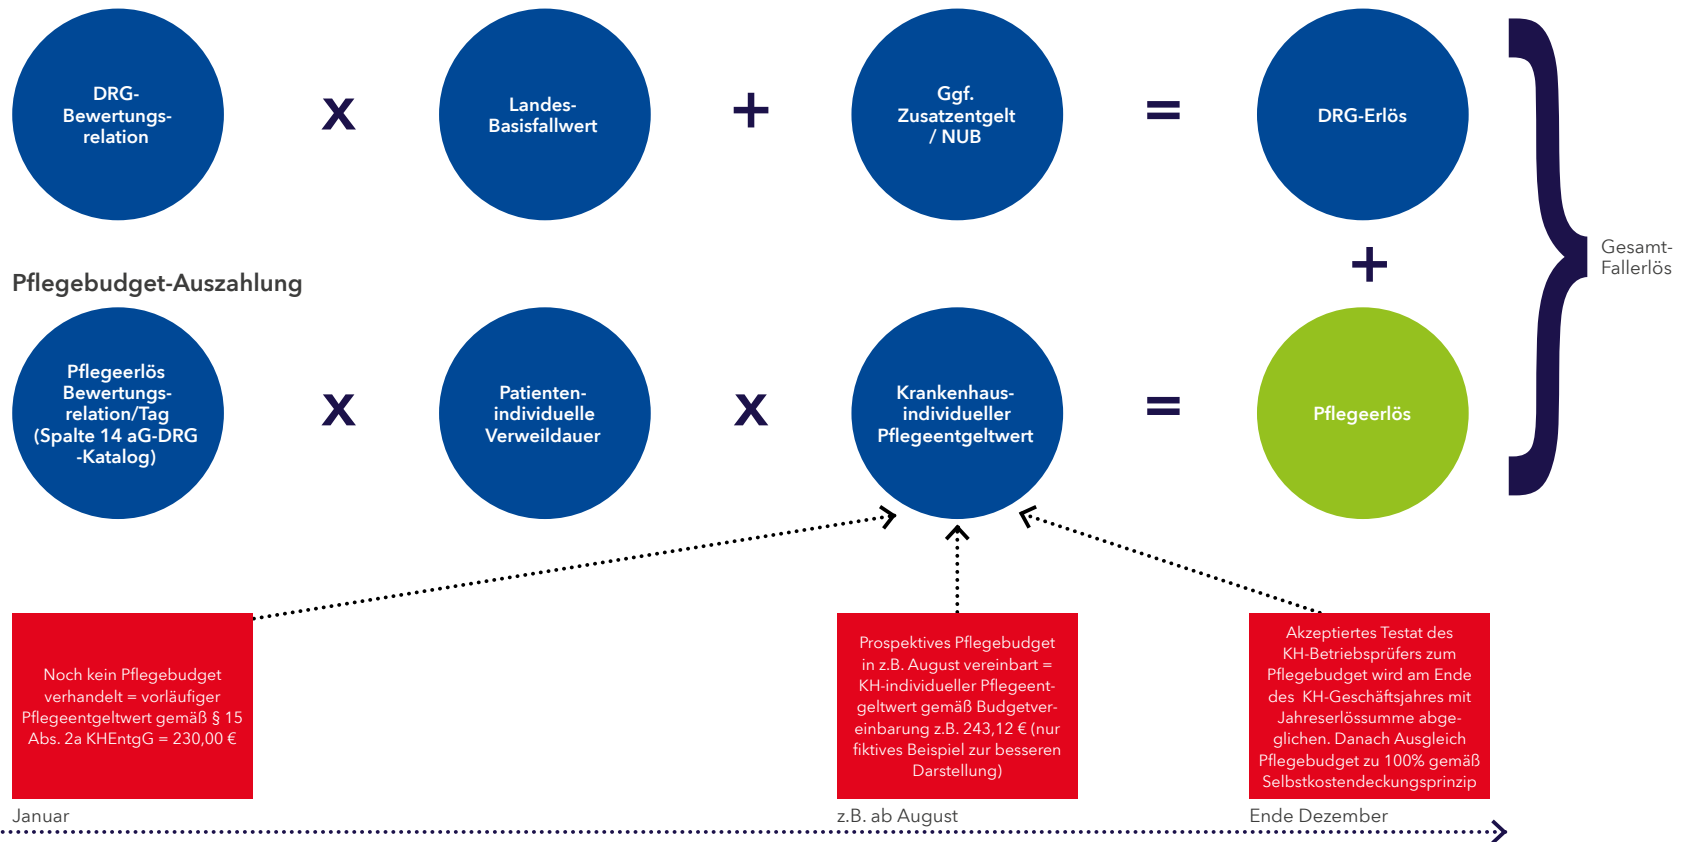 DRG-
Bewertungs-
relation
x
Landes-
Basisfallwert
+
Ggf.
Zusatzentgelt
/ NUB
=
DRG-Erlös
+
Gesamt-
Fallerlös
Pflegebudget-Auszahlung
Pflegeerlös
Bewertungs-
relation/Tag
(Spalte 14 aG-DRG
-Katalog)
x
Patienten-
individuelle
Verweildauer
x
Krankenhaus-
individueller
Pflegeentgeltwert
=
Pflegeerlös
Noch kein Pflegebudget
verhandelt = vorläufiger
Pflegeentgeltwert gemäß § 15
Abs. 2a KHEntgG = 230,00 €
Prospektives Pflegebudget
in z.B. August vereinbart =
KH-individueller Pflegeent-
geltwert gemäß Budgetver-
einbarung z.B. 243,12 € (nur
fiktives Beispiel zur besseren
Darstellung)
Akzeptiertes Testat des
KH-Betriebsprüfers zum
Pflegebudget wird am Ende
des KH-Geschäftsjahres mit
Jahreserlössumme abge-
glichen. Danach Ausgleich
Pflegebudget zu 100% gemäß
Selbstkostendeckungsprinzip
Januar
z.B. ab August
Ende Dezember